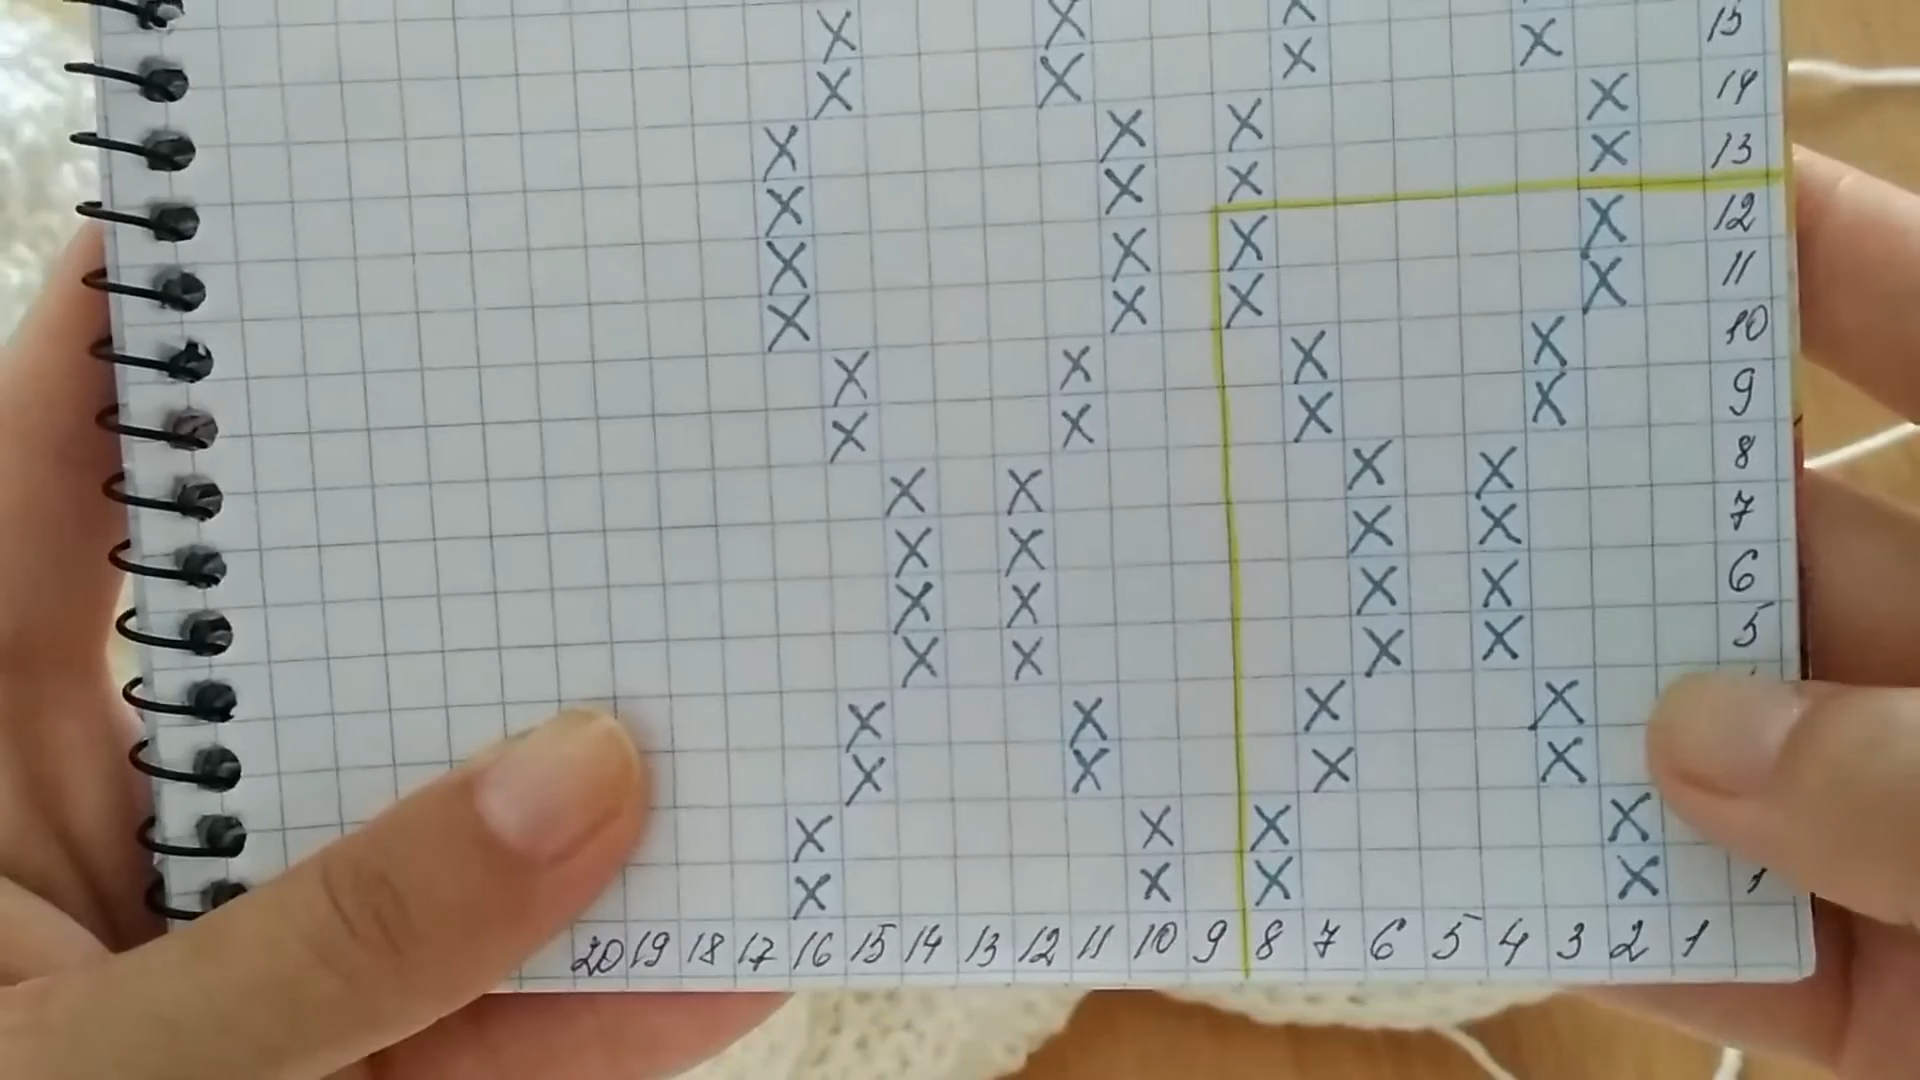 X X X
X X X X 15
X X X X 14
X X X X 13
X X X X 12
X X X X 11
X X X X 10
X X X X 9
X X X X 8
X X X X 7
X X X X 6
X X X X 5
X X X X
X X X X
X X X X
X X X X 1
20 19 18 17 16 15 14 13 12 11 10 9 8 7 6 5 4 3 2 1